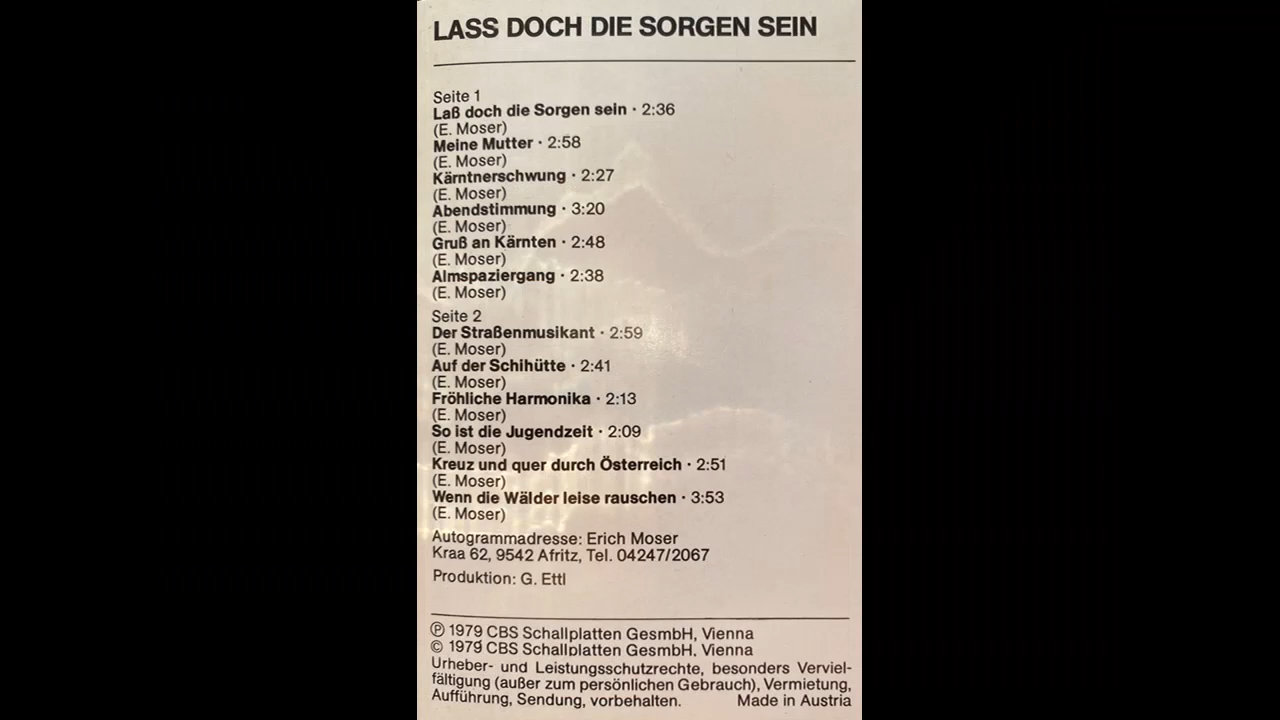 LASS DOCH DIE SORGEN SEIN
Seite 1
Laß doch die Sorgen sein · 2:36
(E. Moser)
Meine Mutter · 2:58
(E. Moser)
Kärntnerschwung · 2:27
(E. Moser)
Abendstimmung · 3:20
(E. Moser)
Gruß an Kärnten · 2:48
(E. Moser)
Almspaziergang · 2:38
(E. Moser)
Seite 2
Der Straßenmusikant · 2:59
(E. Moser)
Auf der Schihütte · 2:41
(E. Moser)
Fröhliche Harmonika · 2:13
(E. Moser)
So ist die Jugendzeit · 2:09
(E. Moser)
Kreuz und quer durch Österreich · 2:51
(E. Moser)
Wenn die Wälder leise rauschen · 3:53
(E. Moser)
Autogrammadresse: Erich Moser
Kraa 62, 9542 Afritz, Tel. 04247/2067
Produktion: G. Ettl
℗ 1979 CBS Schallplatten GesmbH, Vienna
© 1979 CBS Schallplatten GesmbH, Vienna
Urheber- und Leistungsschutzrechte, besonders Verviel-
fältigung (außer zum persönlichen Gebrauch), Vermietung,
Aufführung, Sendung, vorbehalten. Made in Austria